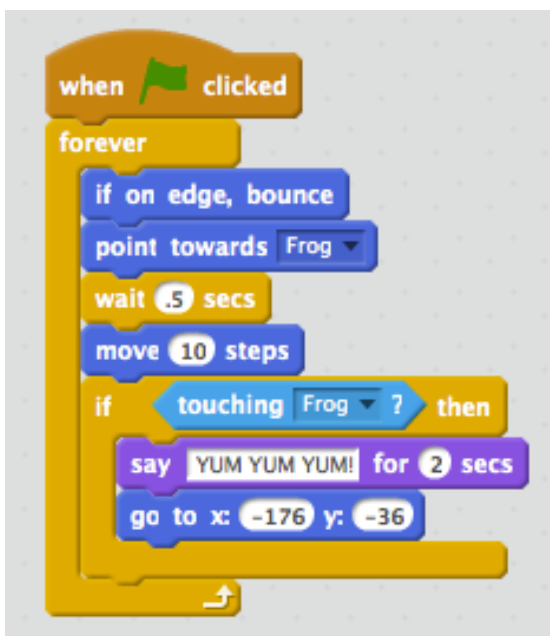 when clicked
forever
if on edge, bounce
point towards Frog
wait .5 secs
move 10 steps
if touching Frog ? then
say YUM YUM YUM! for 2 secs
go to x: -176 y: -36